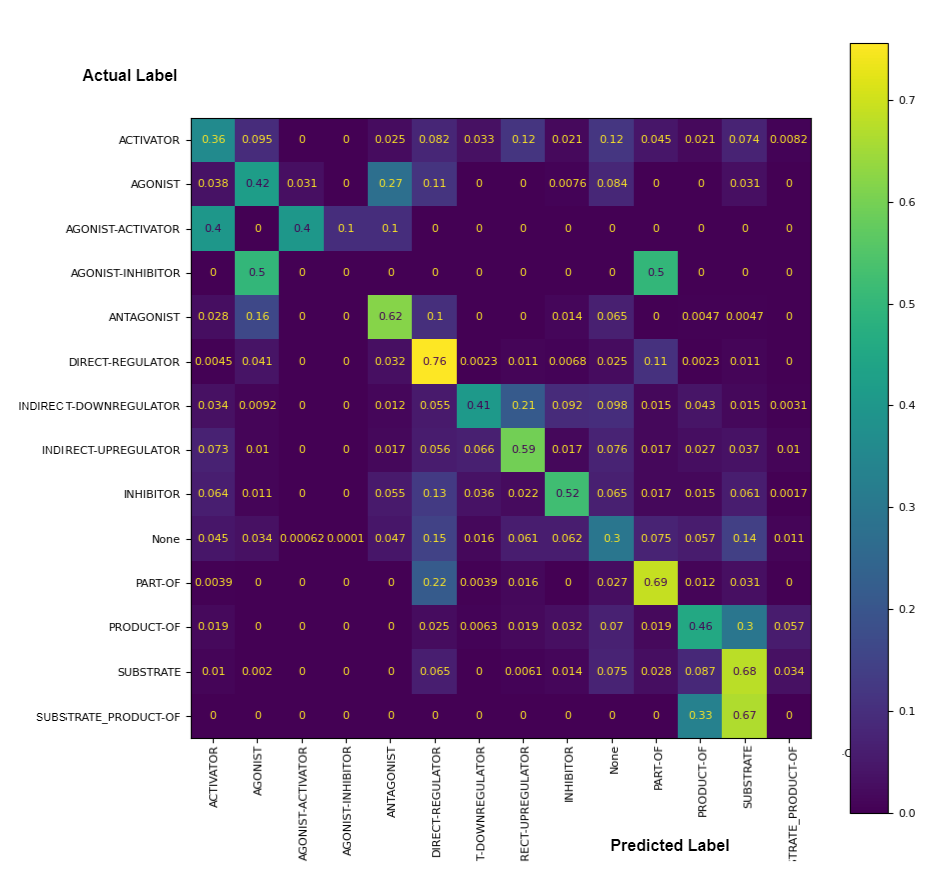 Actual Label
ACTIVATOR 0.36 0.095 0 0 0.025 0.082 0.033 0.12 0.021 0.12 0.045 0.021 0.074 0.0082
AGONIST 0.038 0.42 0.031 0 0.27 0.11 0 0 0.0076 0.084 0 0 0.031 0
AGONIST-ACTIVATOR 0.4 0 0.4 0.1 0.1 0 0 0 0 0 0 0 0 0
AGONIST-INHIBITOR 0 0.5 0 0 0 0 0 0 0 0 0.5 0 0 0
ANTAGONIST 0.028 0.16 0 0 0.62 0.1 0 0 0.014 0.065 0 0.0047 0.0047 0
DIRECT-REGULATOR 0.0045 0.041 0 0 0.032 0.76 0.0023 0.011 0.0068 0.025 0.11 0.0023 0.011 0
INDIRECT-DOWNREGULATOR 0.034 0.0092 0 0 0.012 0.055 0.41 0.21 0.092 0.098 0.015 0.043 0.015 0.0031
INDIRECT-UPREGULATOR 0.073 0.01 0 0 0.017 0.056 0.066 0.59 0.017 0.076 0.017 0.027 0.037 0.01
INHIBITOR 0.064 0.011 0 0 0.055 0.13 0.036 0.022 0.52 0.065 0.017 0.015 0.061 0.0017
None 0.045 0.034 0.00062 0.0001 0.047 0.15 0.016 0.061 0.062 0.3 0.075 0.057 0.14 0.011
PART-OF 0.0039 0 0 0 0 0.22 0.0039 0.016 0 0.027 0.69 0.012 0.031 0
PRODUCT-OF 0.019 0 0 0 0 0.025 0.0063 0.019 0.032 0.07 0.019 0.46 0.3 0.057
SUBSTRATE 0.01 0.002 0 0 0 0.065 0 0.0061 0.014 0.075 0.028 0.087 0.68 0.034
SUBSTRATE_PRODUCT-OF 0 0 0 0 0 0 0 0 0 0 0 0.33 0.67 0
ACTIVATOR
AGONIST
AGONIST-ACTIVATOR
AGONIST-INHIBITOR
ANTAGONIST
DIRECT-REGULATOR
T-DOWNREGULATOR
RECT-UPREGULATOR
INHIBITOR
None
PART-OF
PRODUCT-OF
SUBSTRATE
TRATE_PRODUCT-OF
Predicted Label
0.7
0.6
0.5
0.4
0.3
0.2
0.1
0.0